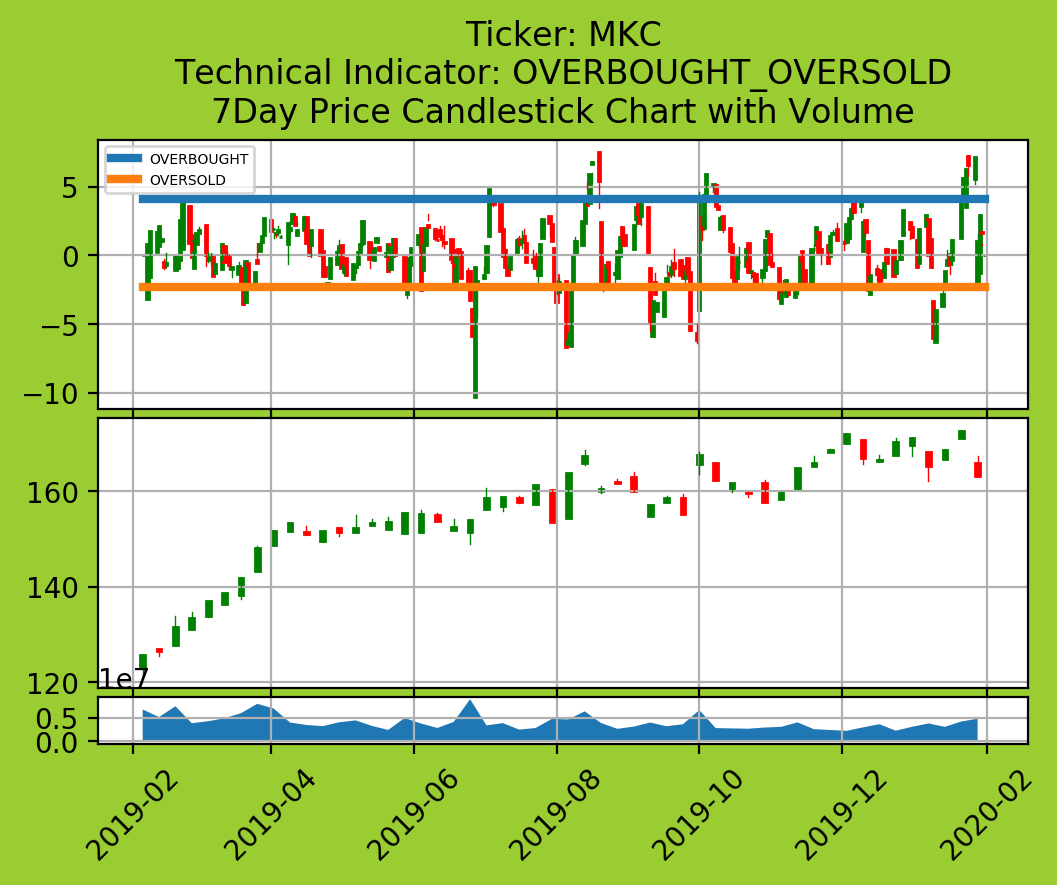 Ticker: MKC
Technical Indicator: OVERBOUGHT_OVERSOLD
7Day Price Candlestick Chart with Volume
OVERBOUGHT
OVERSOLD
5
0
−5
−10
160
140
120
1e7
0.5
0.0
2019-02
2019-04
2019-06
2019-08
2019-10
2019-12
2020-02